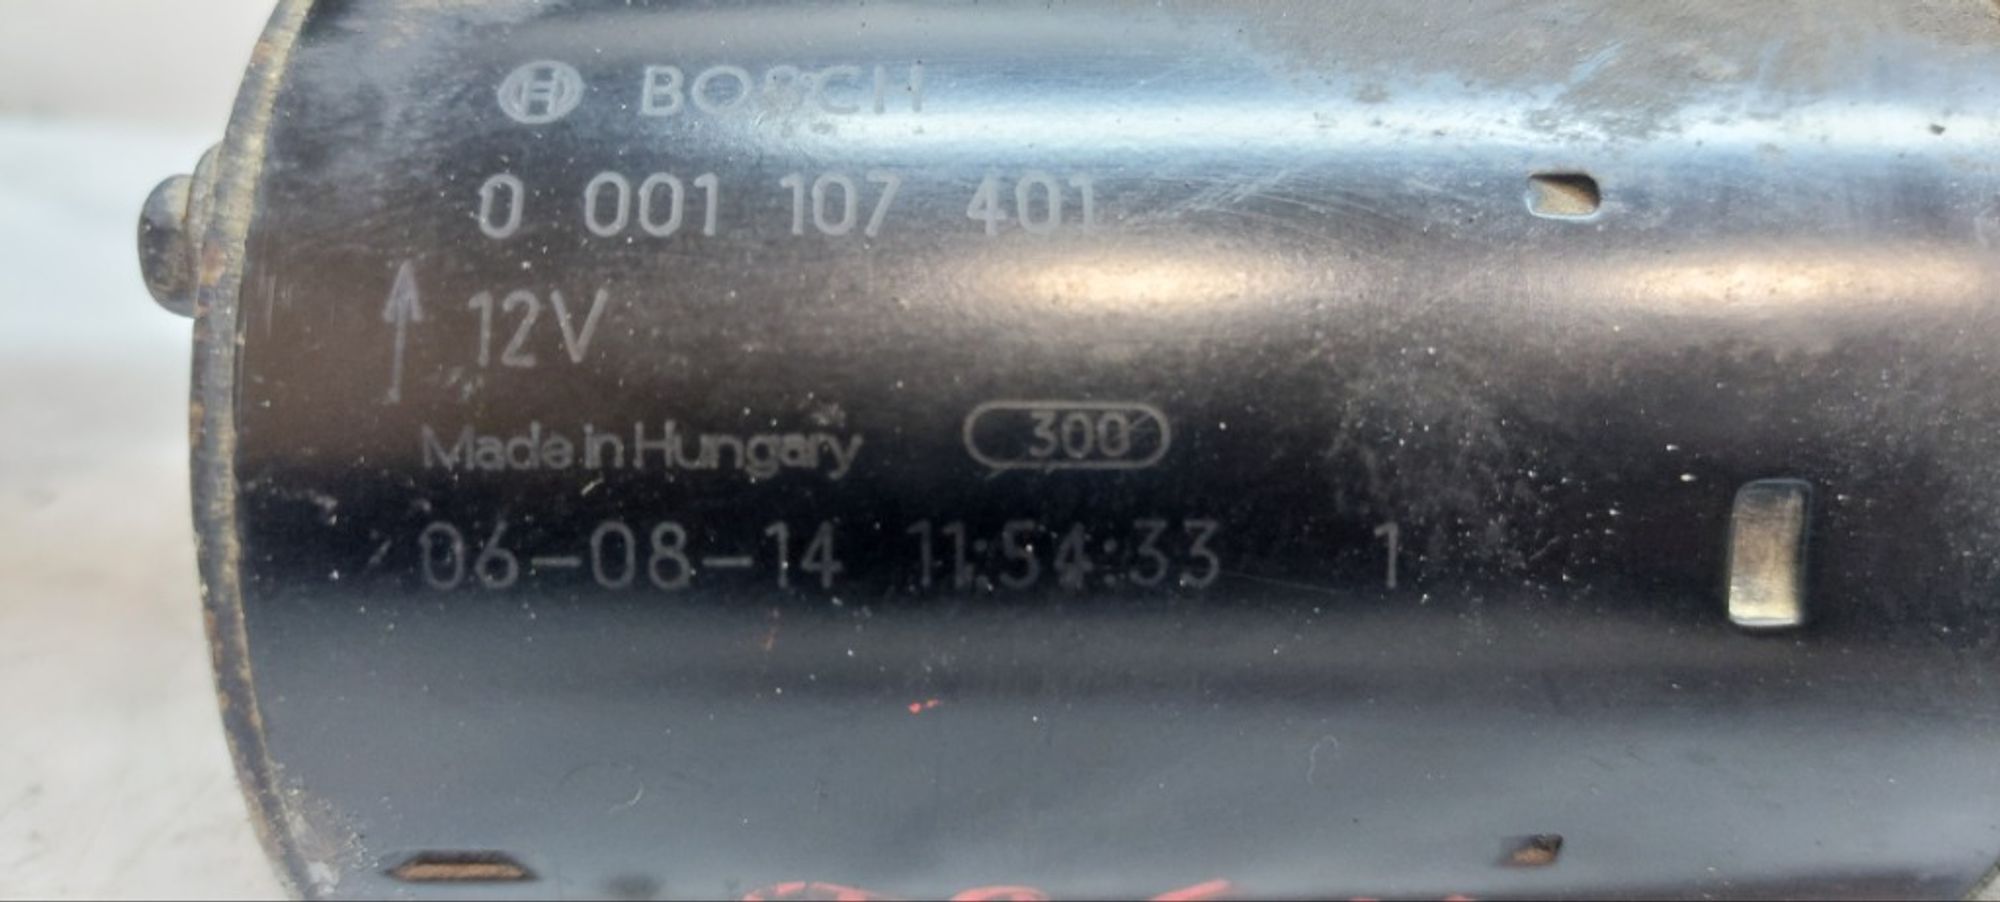 BOSCH
0 001 107 401
12V
Made in Hungary 300
06-08-14 11:54:33 1